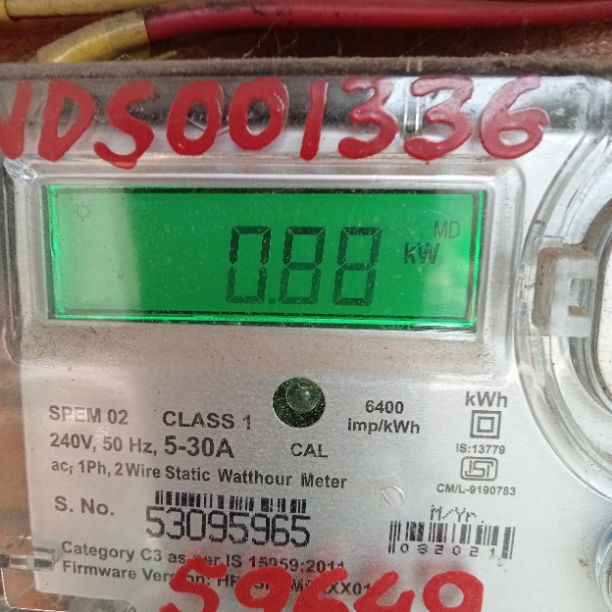 NDS001336
MD
0.88 kW
SPEM 02 CLASS 1
240V, 50 Hz, 5-30A
ac, 1Ph, 2 Wire Static Watthour Meter
CAL
6400
imp/kWh
kWh
IS:13779
CM/L-9190783
S. No.
53095965
M/Yr.
082021
Category C3 as per IS 15959:2011
Firmware Version:
59649